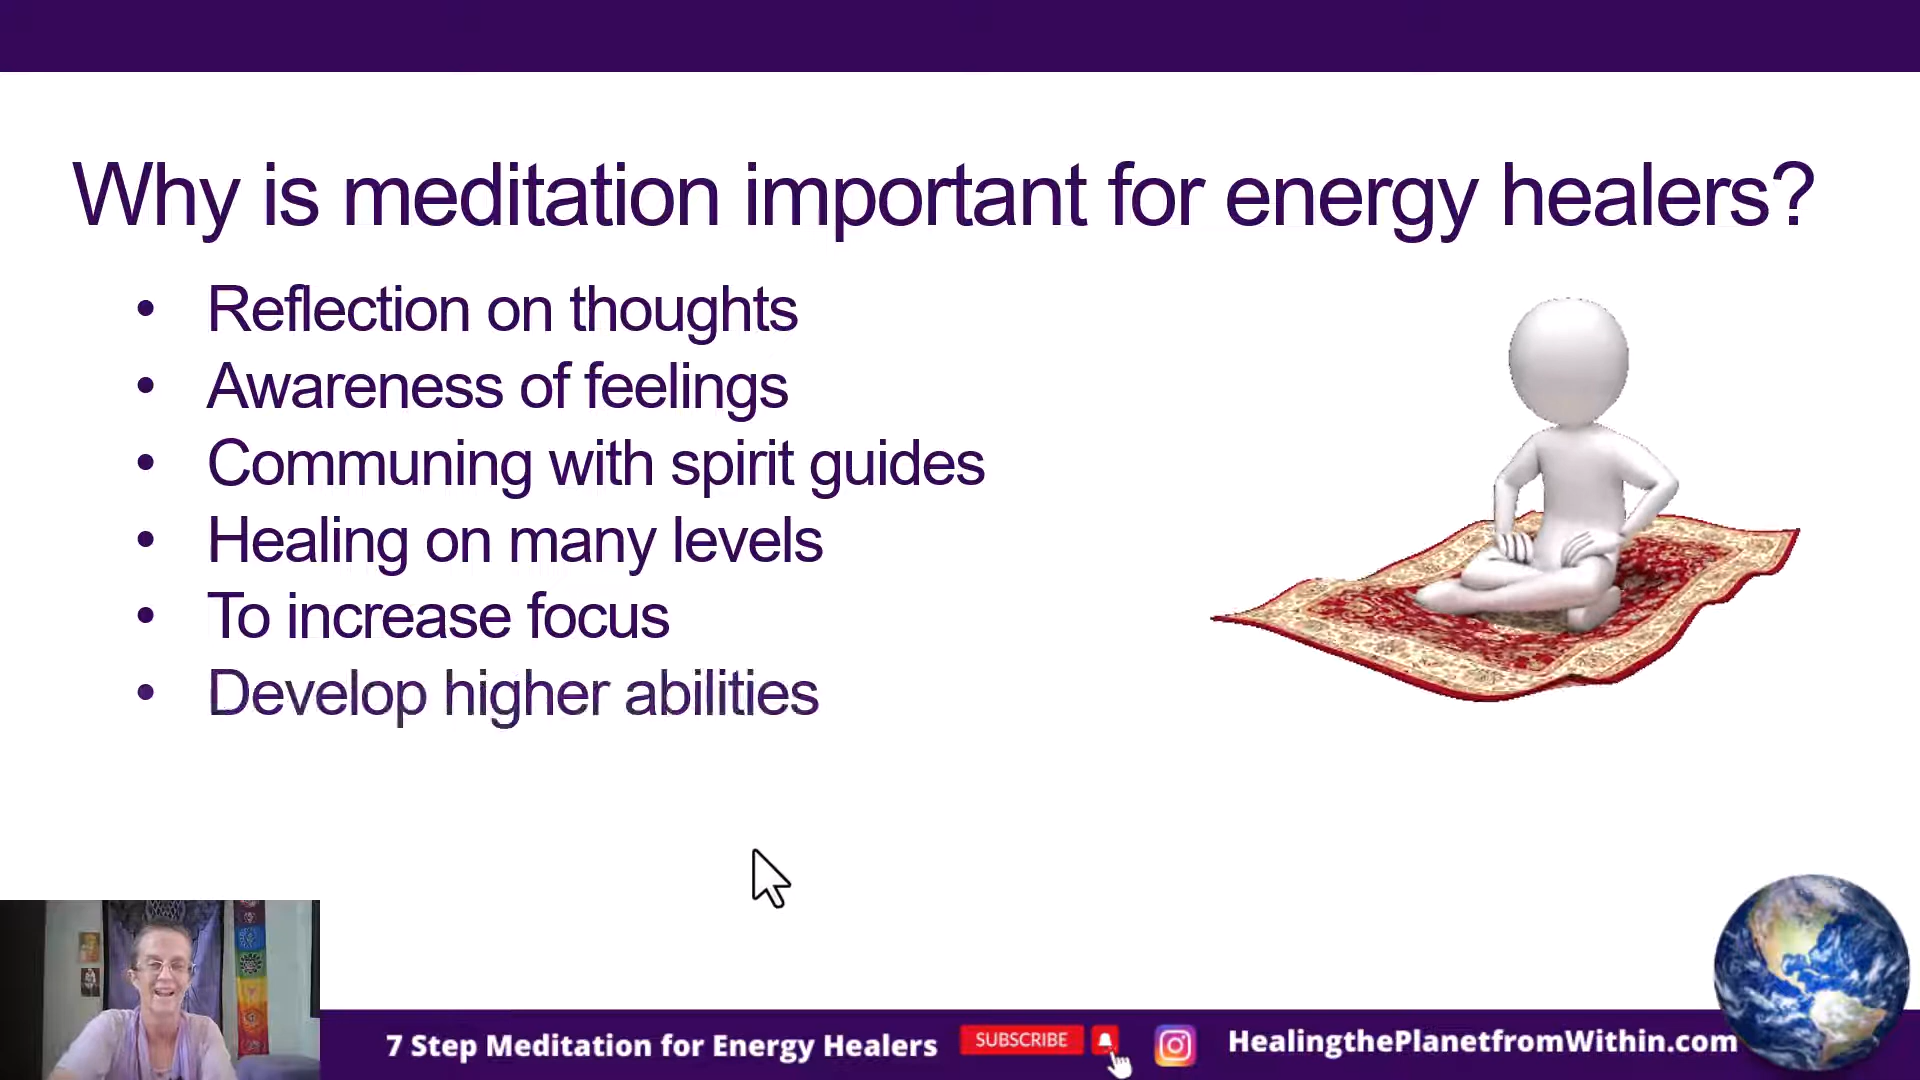 Why is meditation important for energy healers?
• Reflection on thoughts
• Awareness of feelings
• Communing with spirit guides
• Healing on many levels
• To increase focus
• Develop higher abilities
7 Step Meditation for Energy Healers
SUBSCRIBE
HealingthePlanetfromWithin.com